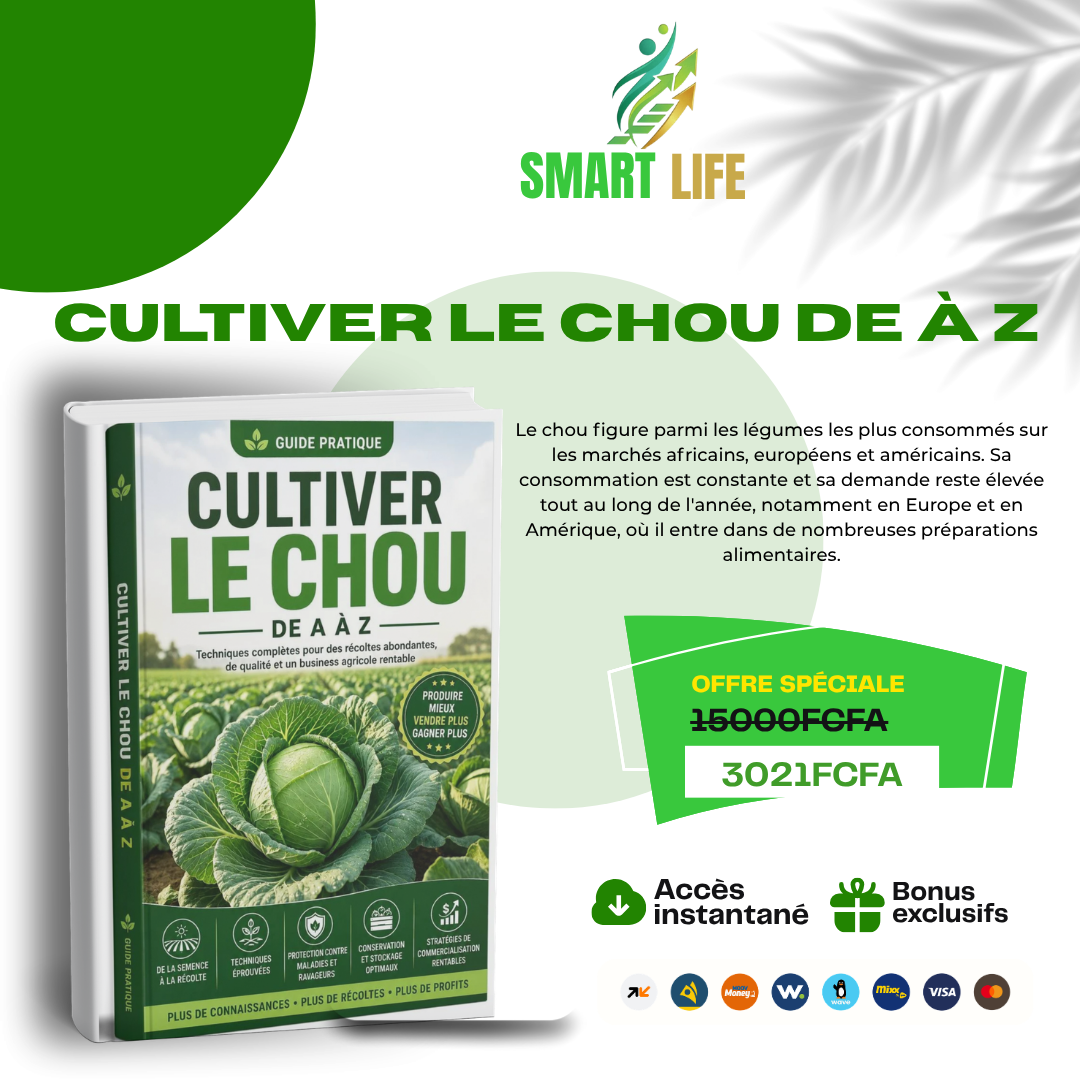 SMART LIFE
CULTIVER LE CHOU DE À Z
GUIDE PRATIQUE
CULTIVER
LE CHOU
DE A À Z
Techniques complètes pour des récoltes abondantes,
de qualité et un business agricole rentable
PRODUIRE
MIEUX
VENDRE PLUS
GAGNER PLUS
DE LA SEMENCE
À LA RÉCOLTE
TECHNIQUES
ÉPROUVÉES
PROTECTION CONTRE
MALADIES ET
RAVAGEURS
CONSERVATION
ET STOCKAGE
OPTIMAUX
STRATÉGIES DE
COMMERCIALISATION
RENTABLES
PLUS DE CONNAISSANCES • PLUS DE RÉCOLTES • PLUS DE PROFITS
CULTIVER LE CHOU DE A À Z
GUIDE PRATIQUE
Le chou figure parmi les légumes les plus consommés sur
les marchés africains, européens et américains. Sa
consommation est constante et sa demande reste élevée
tout au long de l'année, notamment en Europe et en
Amérique, où il entre dans de nombreuses préparations
alimentaires.
OFFRE SPÉCIALE
15000FCFA
3021FCFA
Accès
instantané
Bonus
exclusifs
MOOV
Money
W
wave
mixx
VISA